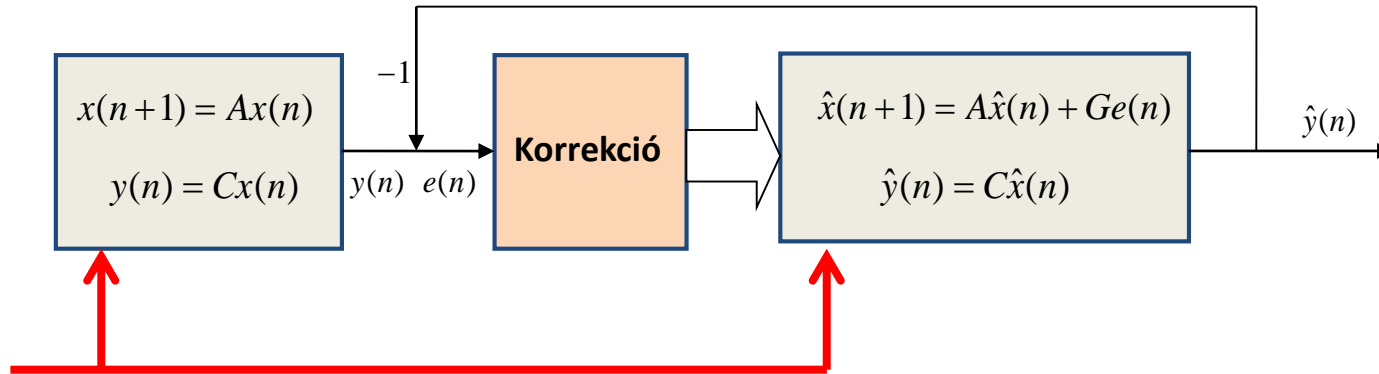 −1
x(n+1) = Ax(n)
y(n) = Cx(n)
y(n) e(n)
Korrekció
x̂(n+1) = Ax̂(n) + Ge(n)
ŷ(n) = Cx̂(n)
ŷ(n)